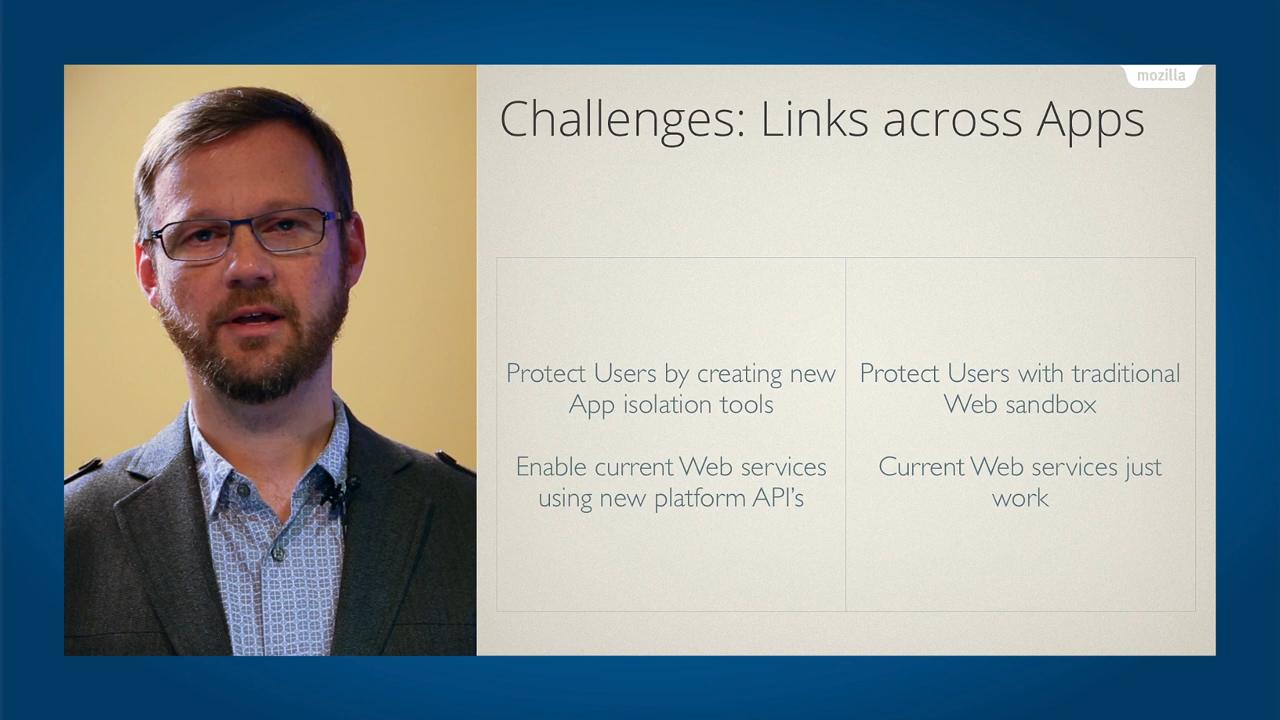 mozilla
Challenges: Links across Apps
Protect Users by creating new
App isolation tools
Enable current Web services
using new platform API's
Protect Users with traditional
Web sandbox
Current Web services just
work